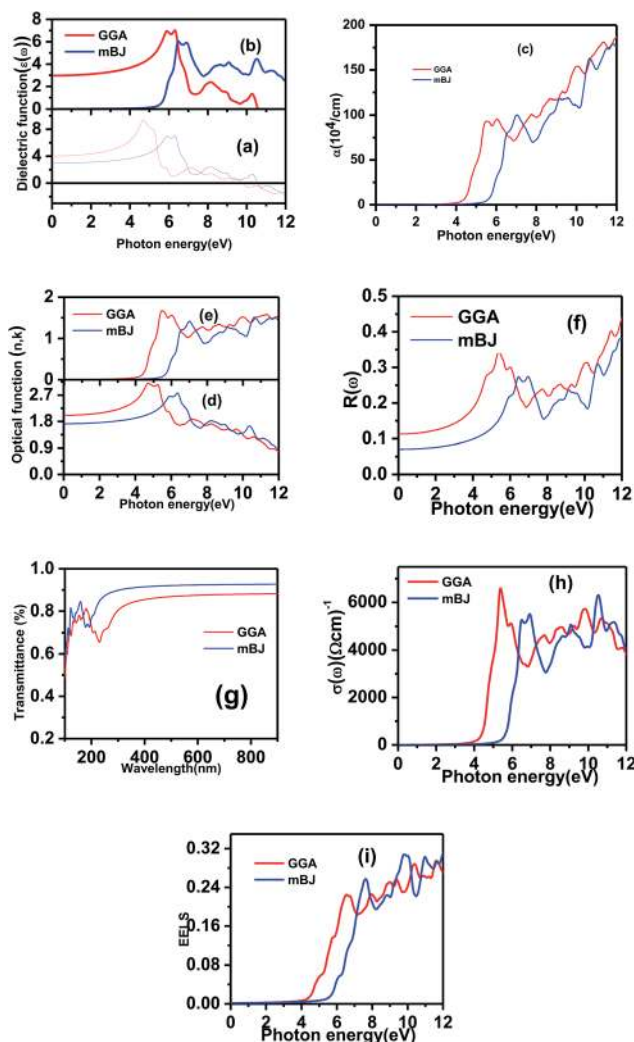 Dielectric function(ε(ω))
8
6
4
2
0
GGA
mBJ
(b)
8
4
0
(a)
0 2 4 6 8 10 12
Photon energy(eV)
α(10⁴/cm)
200
150
100
50
0
(c)
GGA
mBJ
0 2 4 6 8 10 12
Photon energy(eV)
Optical function (n,k)
2
1
0
GGA
mBJ
(e)
2.7
1.8
0.9
0.0
(d)
0 2 4 6 8 10 12
Photon energy(eV)
R(ω)
0.5
0.4
0.3
0.2
0.1
0.0
GGA
mBJ
(f)
0 2 4 6 8 10 12
Photon energy(eV)
Transmittance (%)
1.0
0.8
0.6
0.4
0.2
GGA
mBJ
(g)
200 400 600 800
Wavelength(nm)
σ(ω)(Ωcm)⁻¹
6000
4000
2000
0
GGA
mBJ
(h)
0 2 4 6 8 10 12
Photon energy(eV)
EELS
0.32
0.24
0.16
0.08
0.00
GGA
mBJ
(i)
0 2 4 6 8 10 12
Photon energy(eV)